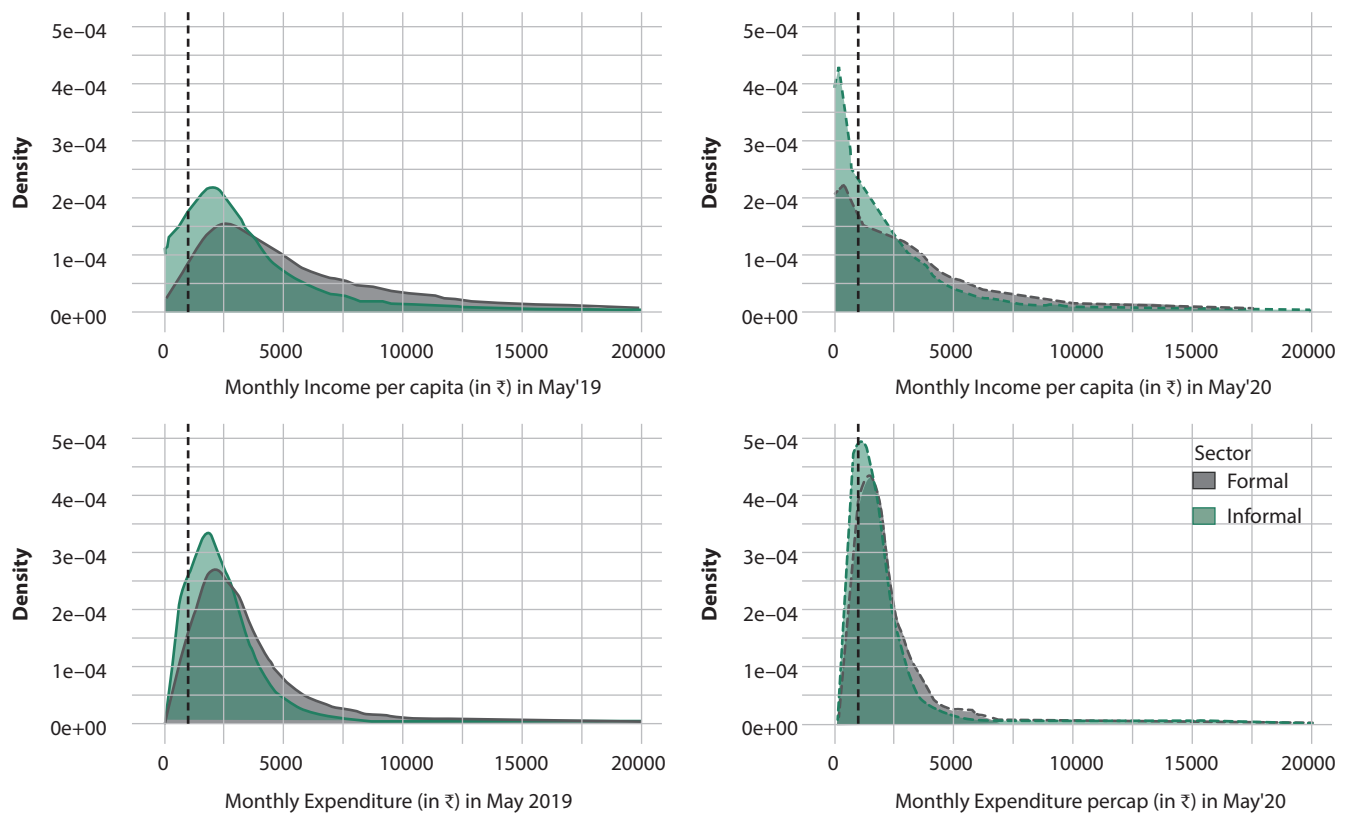 5e–04
4e–04
3e–04
2e–04
1e–04
0e+00
Density
0 5000 10000 15000 20000
Monthly Income per capita (in ₹) in May'19
5e–04
4e–04
3e–04
2e–04
1e–04
0e+00
Density
0 5000 10000 15000 20000
Monthly Income per capita (in ₹) in May'20
5e–04
4e–04
3e–04
2e–04
1e–04
0e+00
Density
0 5000 10000 15000 20000
Monthly Expenditure (in ₹) in May 2019
5e–04
4e–04
3e–04
2e–04
1e–04
0e+00
Density
Sector
Formal
Informal
0 5000 10000 15000 20000
Monthly Expenditure percap (in ₹) in May'20